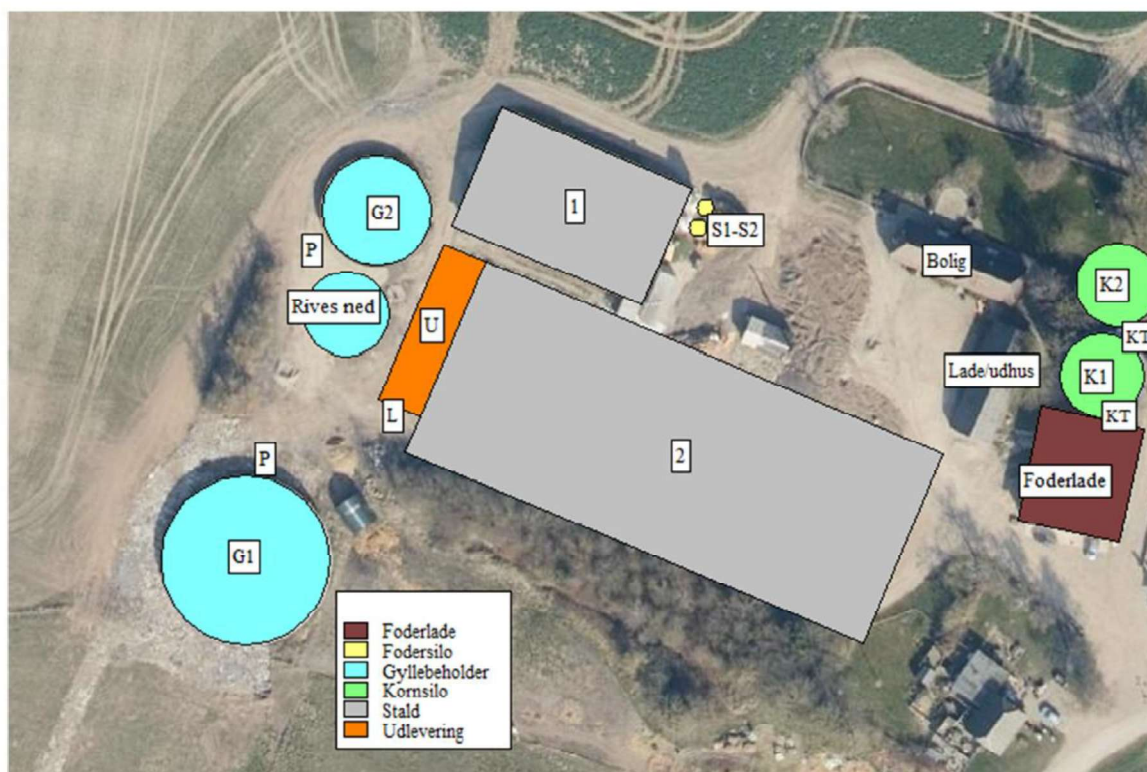 1
G2
S1-S2
P
Bolig
K2
Rives ned
U
KT
Lade/udhus
K1
L
KT
2
P
Foderlade
G1
Foderlade
Fodersilo
Gyllebeholder
Kornsilo
Stald
Udlevering